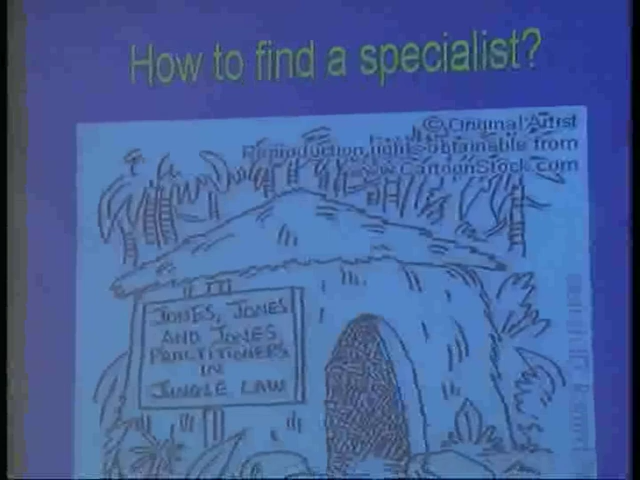 How to find a specialist?
© Original Artist
Reproduction rights obtainable from
www.CartoonStock.com
JONES, JONES
AND JONES
PRACTITIONERS
IN
JUNGLE LAW